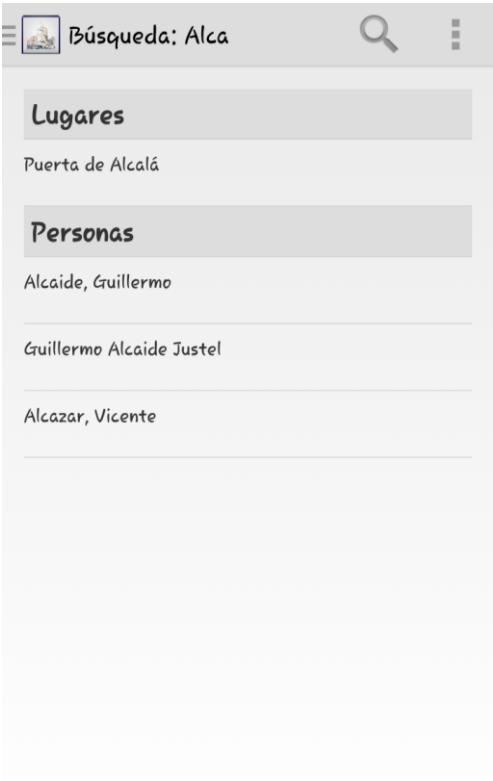 Búsqueda: Alca
Lugares
Puerta de Alcalá
Personas
Alcaide, Guillermo
Guillermo Alcaide Justel
Alcazar, Vicente